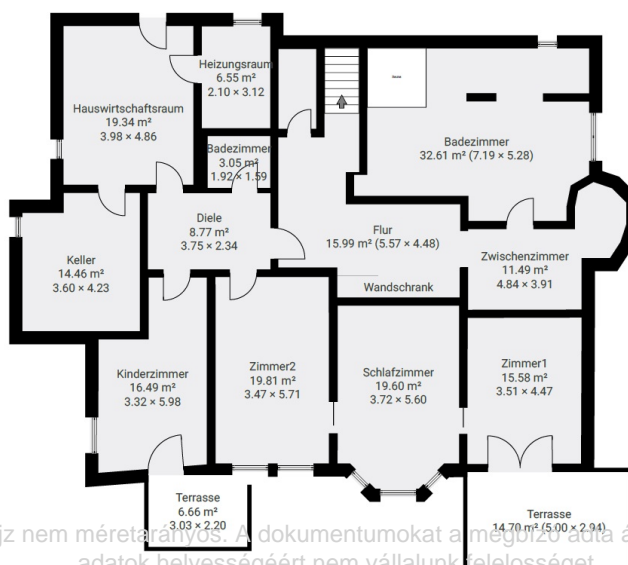 Heizungsraum
6.55 m²
2.10 × 3.12
Hauswirtschaftsraum
19.34 m²
3.98 × 4.86
Badezimmer
32.61 m² (7.19 × 5.28)
Badezimmer
3.05 m²
1.92 × 1.59
Diele
8.77 m²
3.75 × 2.34
Flur
15.99 m² (5.57 × 4.48)
Keller
14.46 m²
3.60 × 4.23
Zwischenzimmer
11.49 m²
4.84 × 3.91
Wandschrank
Kinderzimmer
16.49 m²
3.32 × 5.98
Zimmer2
19.81 m²
3.47 × 5.71
Schlafzimmer
19.60 m²
3.72 × 5.60
Zimmer1
15.58 m²
3.51 × 4.47
Terrasse
6.66 m²
3.03 × 2.20
Terrasse
14.70 m² (5.00 × 2.94)
jz nem méretarányos. A dokumentumokat a megbízó adta á
adatok helyességéért nem vállalunk felelősséget